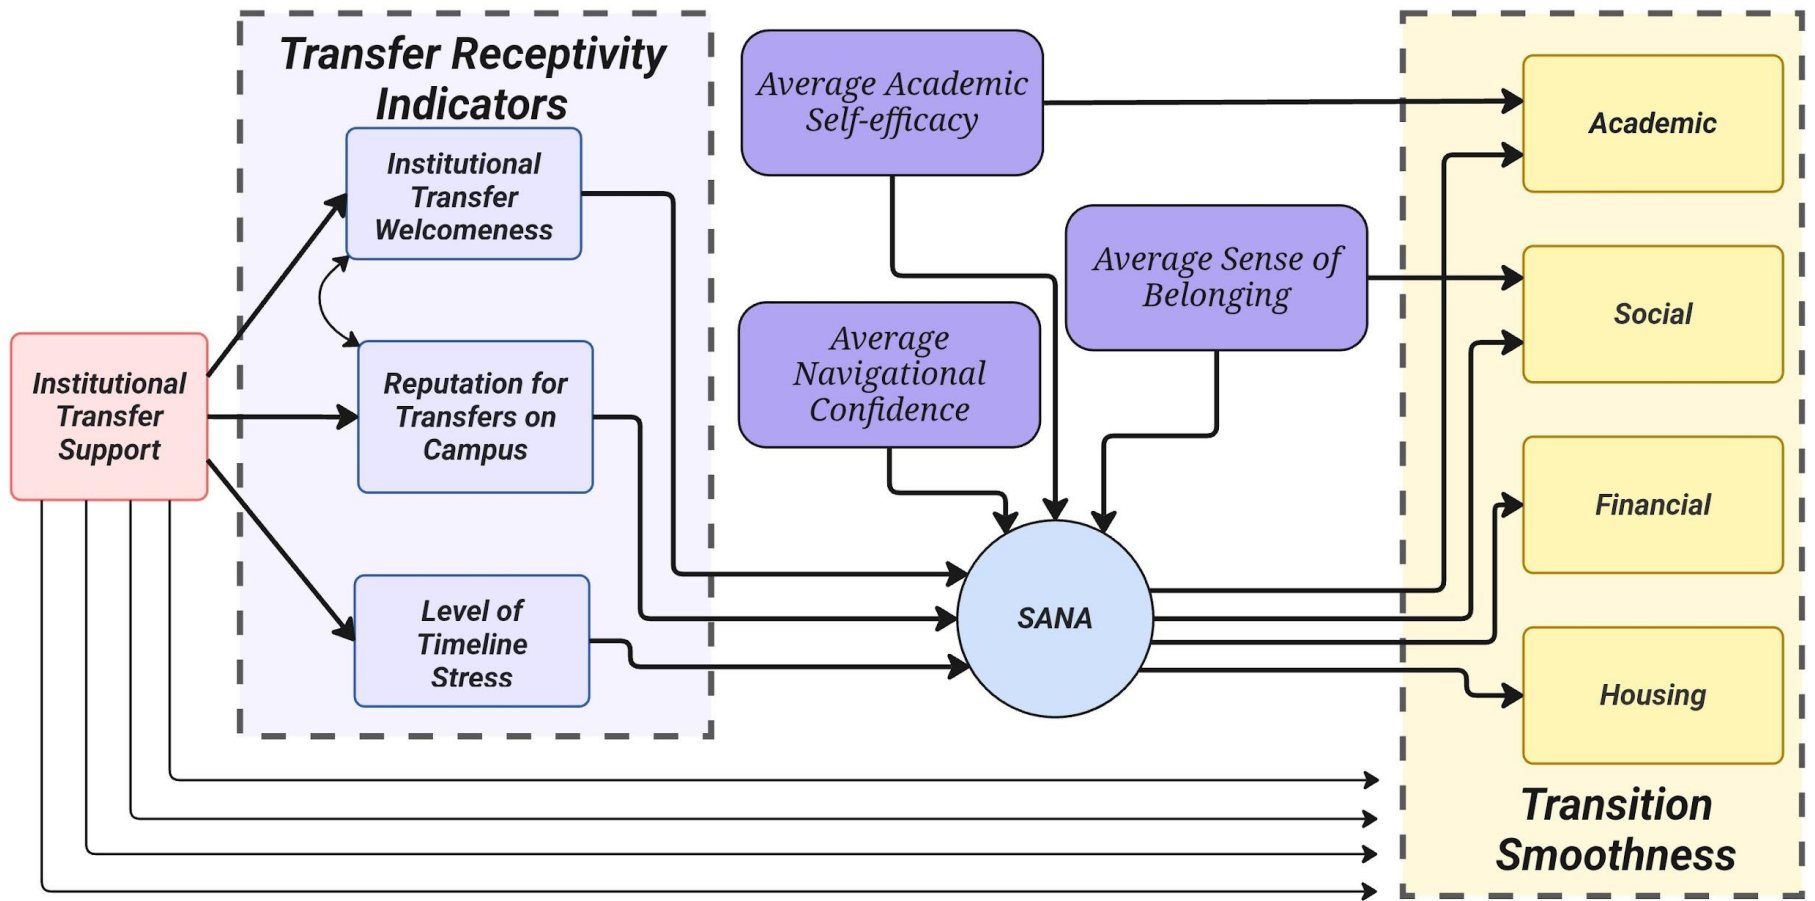 Transfer Receptivity
Indicators
Institutional
Transfer
Welcomeness
Institutional
Transfer
Support
Reputation for
Transfers on
Campus
Level of
Timeline
Stress
Average Academic
Self-efficacy
Average Sense of
Belonging
Average
Navigational
Confidence
SANA
Academic
Social
Financial
Housing
Transition
Smoothness